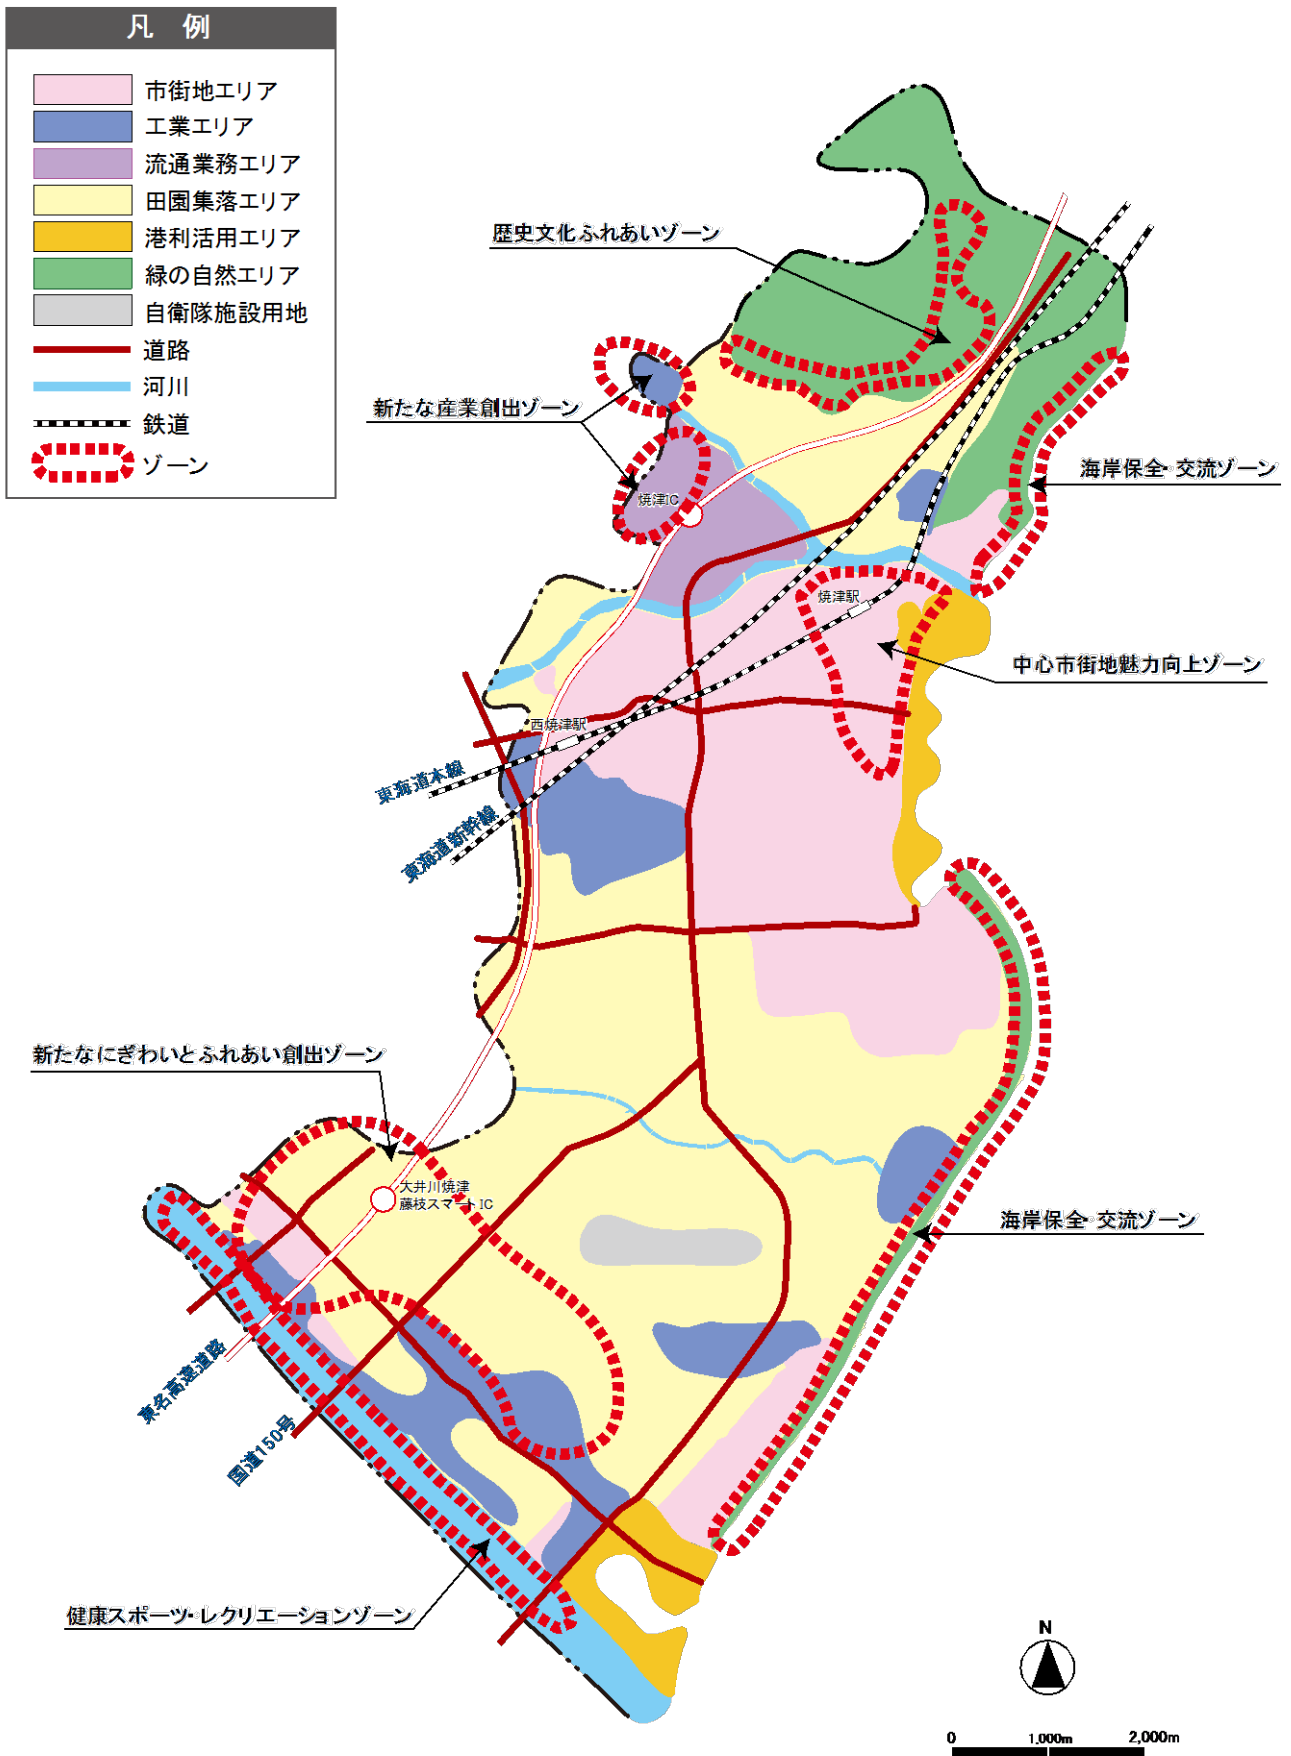 凡 例
市街地エリア
工業エリア
流通業務エリア
田園集落エリア
港利活用エリア
緑の自然エリア
自衛隊施設用地
道路
河川
鉄道
ゾーン
歴史文化ふれあいゾーン
新たな産業創出ゾーン
海岸保全・交流ゾーン
焼津IC
焼津駅
中心市街地魅力向上ゾーン
西焼津駅
東海道本線
東海道新幹線
新たなにぎわいとふれあい創出ゾーン
大井川焼津
藤枝スマートIC
海岸保全・交流ゾーン
東名高速道路
国道150号
健康スポーツ・レクリエーションゾーン
N
0 1,000m 2,000m